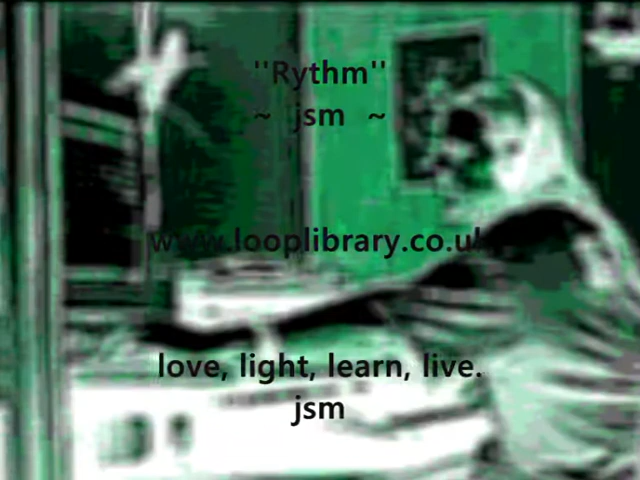 ''Rythm''
~ jsm ~
www.looplibrary.co.uk
love, light, learn, live.
jsm